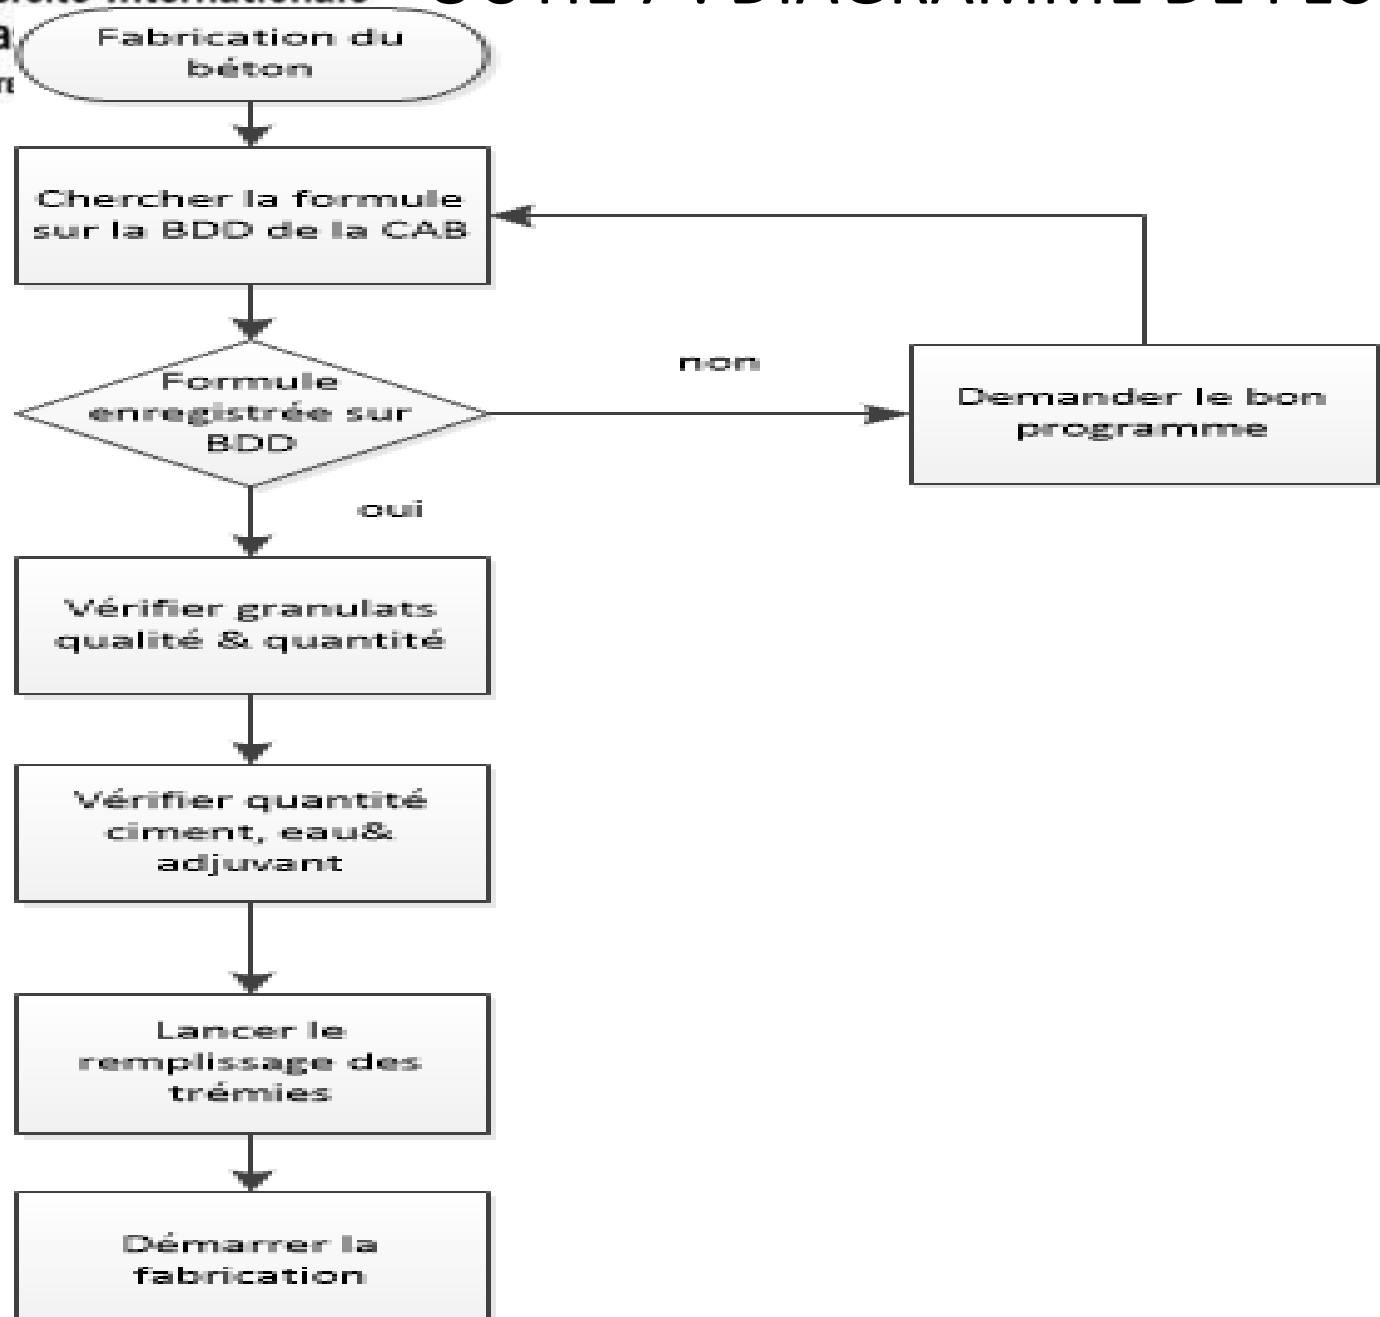 Fabrication du
béton
Chercher la formule
sur la BDD de la CAB
Formule
enregistrée sur
BDD
non
Demander le bon
programme
oui
Vérifier granulats
qualité & quantité
Vérifier quantité
ciment, eau&
adjuvant
Lancer le
remplissage des
trémies
Démarrer la
fabrication